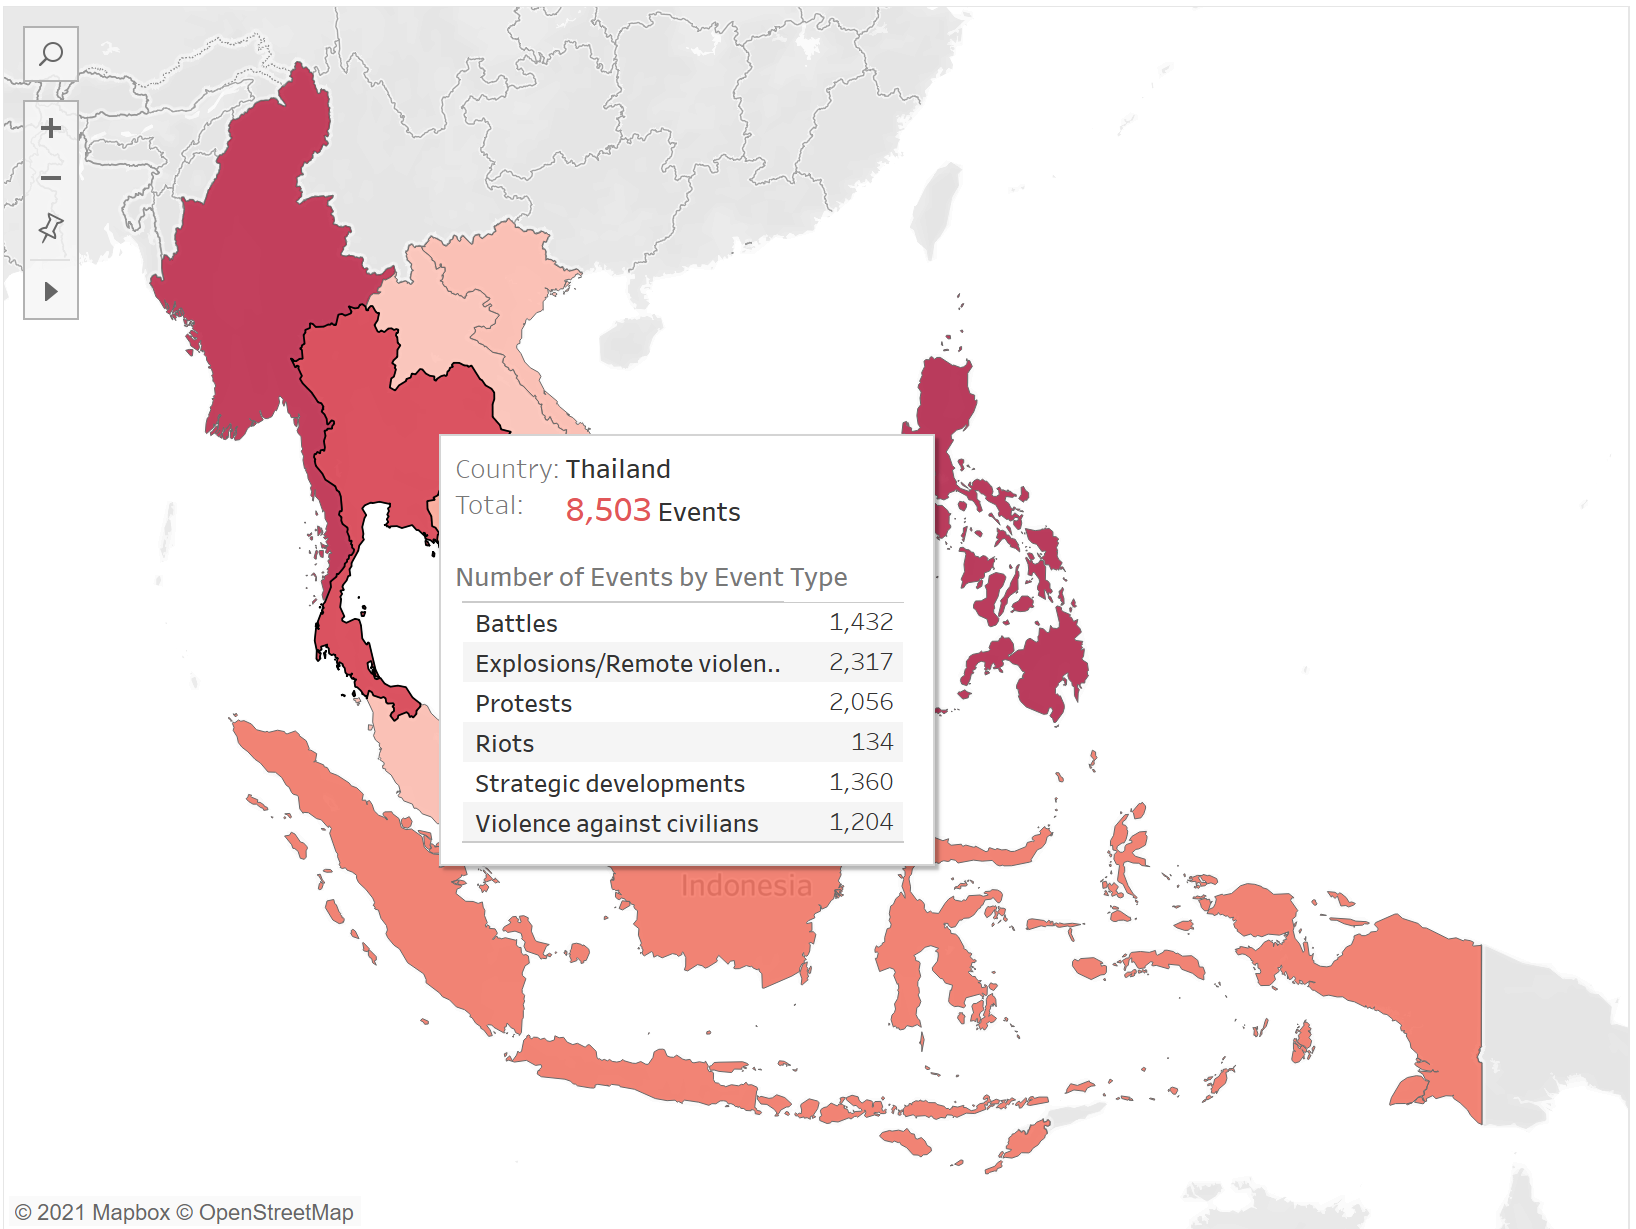 Country: Thailand
Total: 8,503 Events
Number of Events by Event Type
Battles 1,432
Explosions/Remote violen.. 2,317
Protests 2,056
Riots 134
Strategic developments 1,360
Violence against civilians 1,204
Indonesia
© 2021 Mapbox © OpenStreetMap